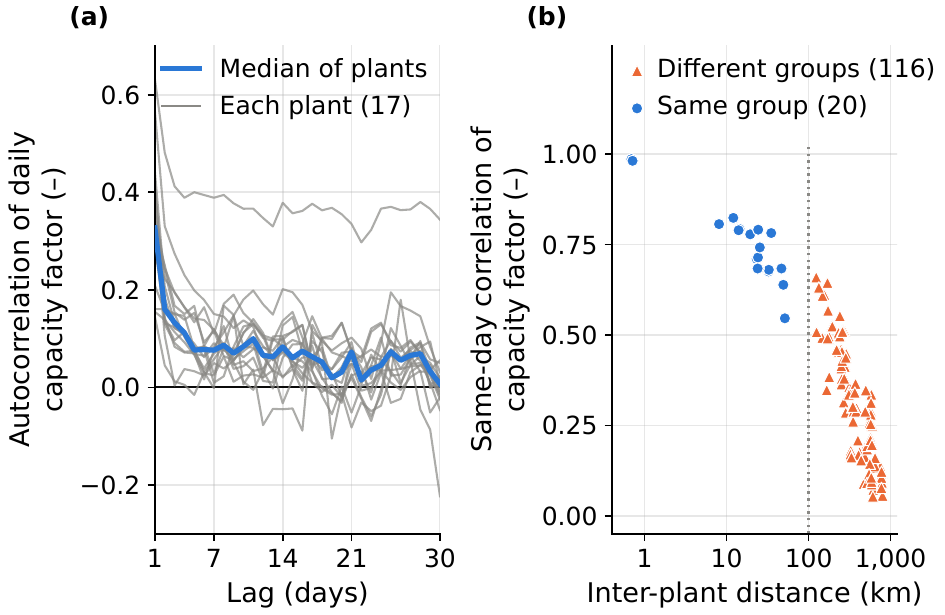 (a)
Median of plants
Each plant (17)
0.6
0.4
0.2
0.0
−0.2
Autocorrelation of daily
capacity factor (–)
1 7 14 21 30
Lag (days)
(b)
Different groups (116)
Same group (20)
1.00
0.75
0.50
0.25
0.00
Same-day correlation of
capacity factor (–)
1 10 100 1,000
Inter-plant distance (km)